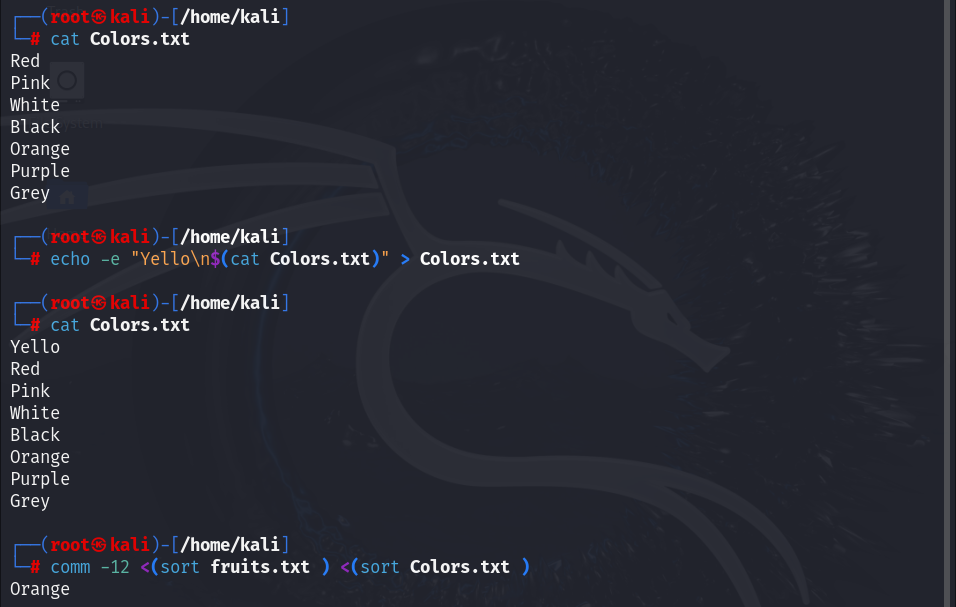 ┌──(root㉿kali)-[/home/kali]
└─# cat Colors.txt
Red
Pink
White
Black
Orange
Purple
Grey
┌──(root㉿kali)-[/home/kali]
└─# echo -e "Yello\n$(cat Colors.txt)" > Colors.txt
┌──(root㉿kali)-[/home/kali]
└─# cat Colors.txt
Yello
Red
Pink
White
Black
Orange
Purple
Grey
┌──(root㉿kali)-[/home/kali]
└─# comm -12 <(sort fruits.txt ) <(sort Colors.txt )
Orange